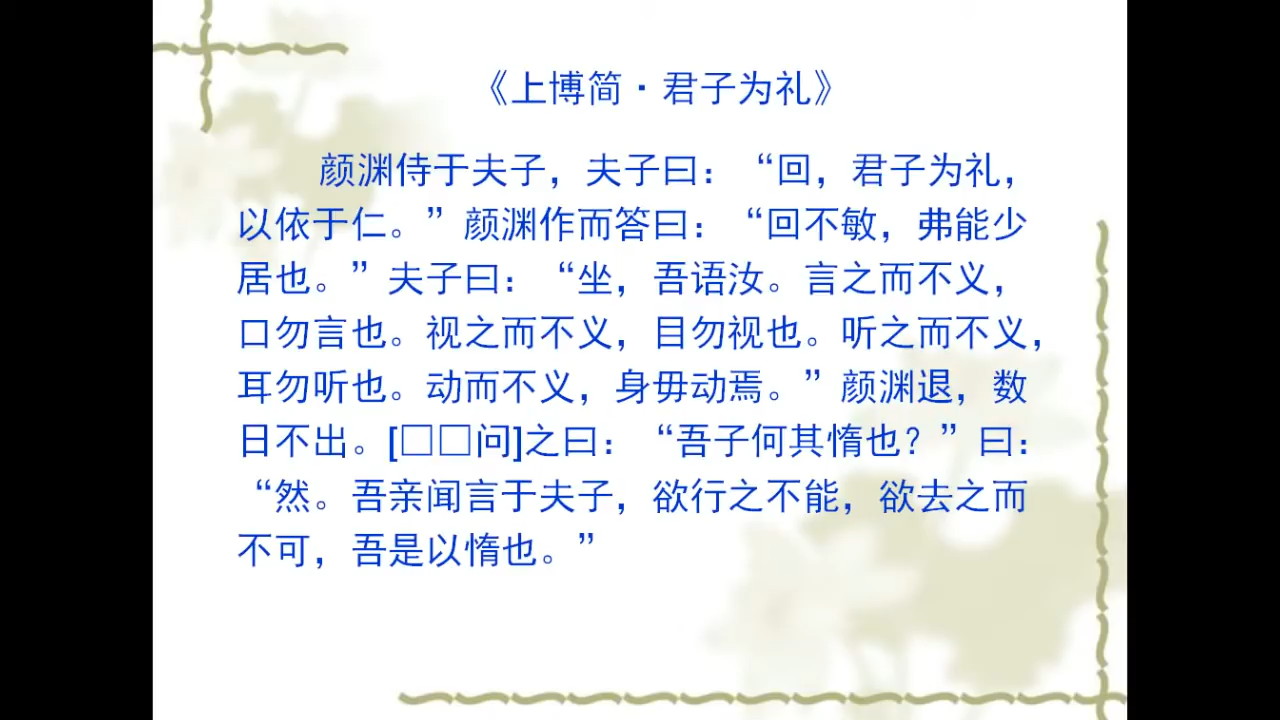 《上博简·君子为礼》
颜渊侍于夫子，夫子曰：“回，君子为礼，
以依于仁。”颜渊作而答曰：“回不敏，弗能少
居也。”夫子曰：“坐，吾语汝。言之而不义，
口勿言也。视之而不义，目勿视也。听之而不义，
耳勿听也。动而不义，身毋动焉。”颜渊退，数
日不出。[□□问]之曰：“吾子何其惰也？”曰：
“然。吾亲闻言于夫子，欲行之不能，欲去之而
不可，吾是以惰也。”